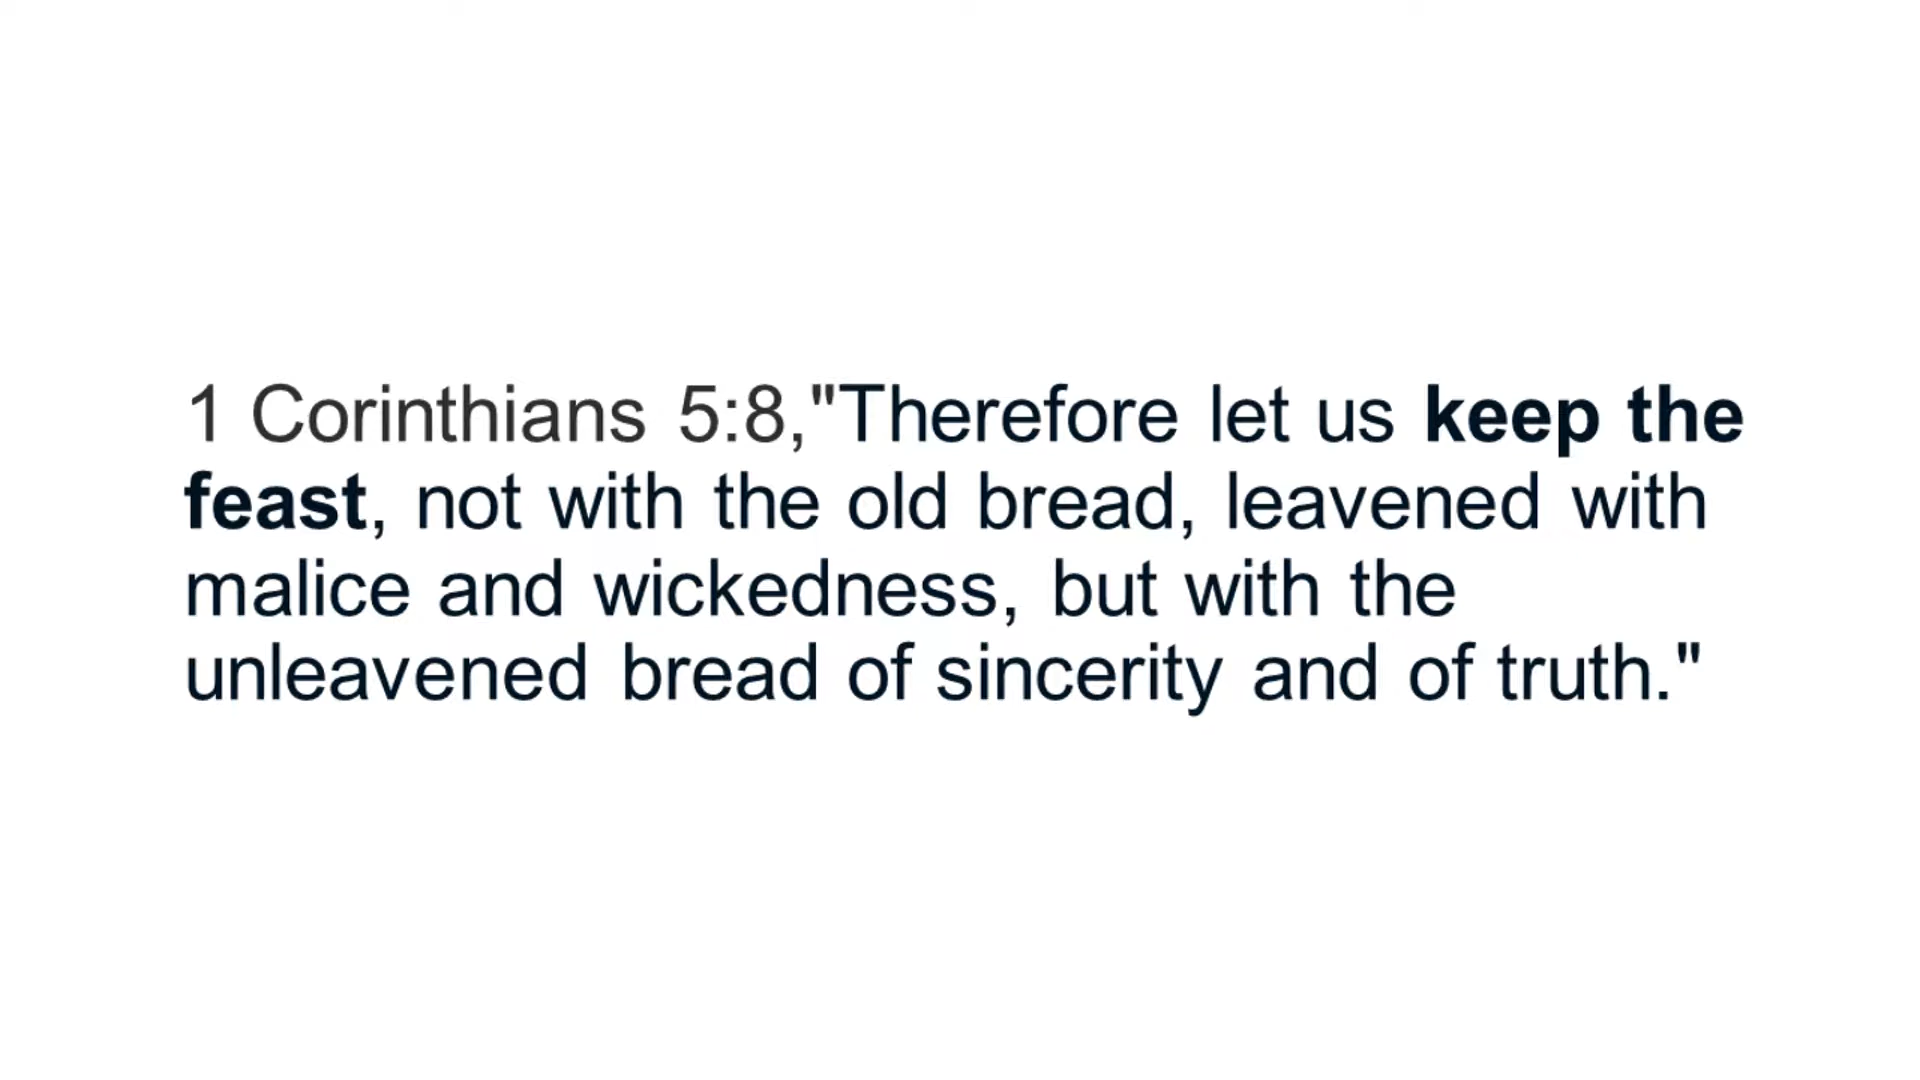 1 Corinthians 5:8,"Therefore let us keep the
feast, not with the old bread, leavened with
malice and wickedness, but with the
unleavened bread of sincerity and of truth."